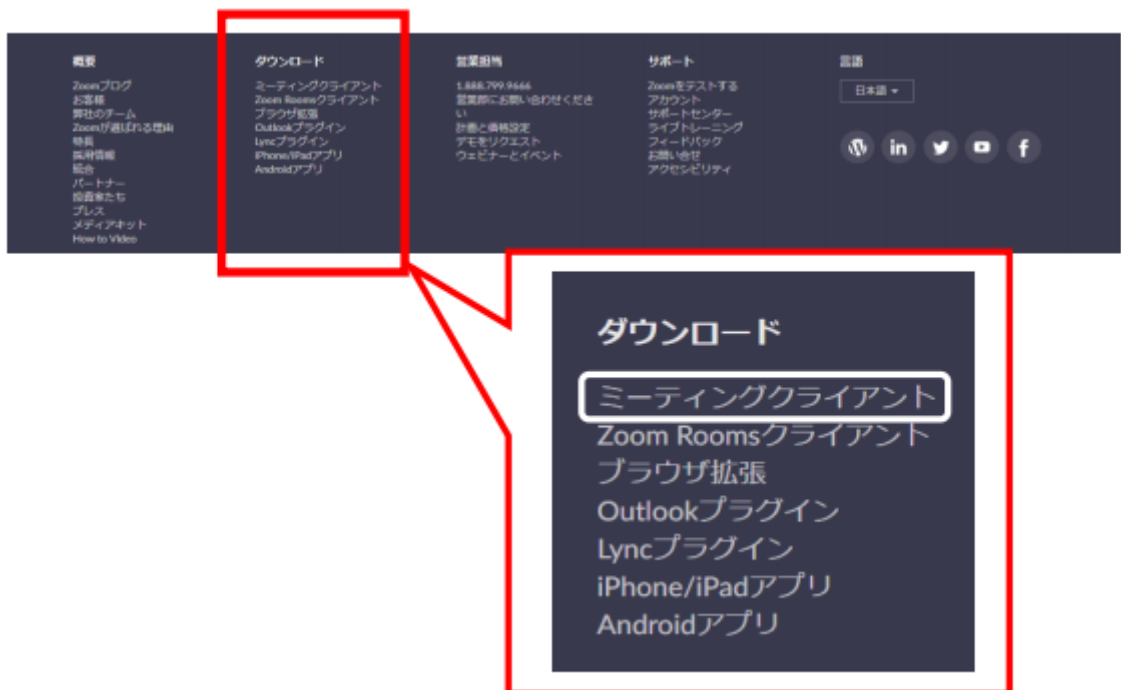 概要
Zoomブログ
お客様
弊社のチーム
Zoomが選ばれる理由
特長
採用情報
統合
パートナー
投資家たち
プレス
メディアキット
How to Video
ダウンロード
ミーティングクライアント
Zoom Roomsクライアント
ブラウザ拡張
Outlookプラグイン
Lyncプラグイン
iPhone/iPadアプリ
Androidアプリ
営業担当
1.888.799.9666
営業部にお問い合わせくださ
い
計画と価格設定
デモをリクエスト
ウェビナーとイベント
サポート
Zoomをテストする
アカウント
サポートセンター
ライブトレーニング
フィードバック
お問い合せ
アクセシビリティ
言語
日本語
in
f
ダウンロード
ミーティングクライアント
Zoom Roomsクライアント
ブラウザ拡張
Outlookプラグイン
Lyncプラグイン
iPhone/iPadアプリ
Androidアプリ